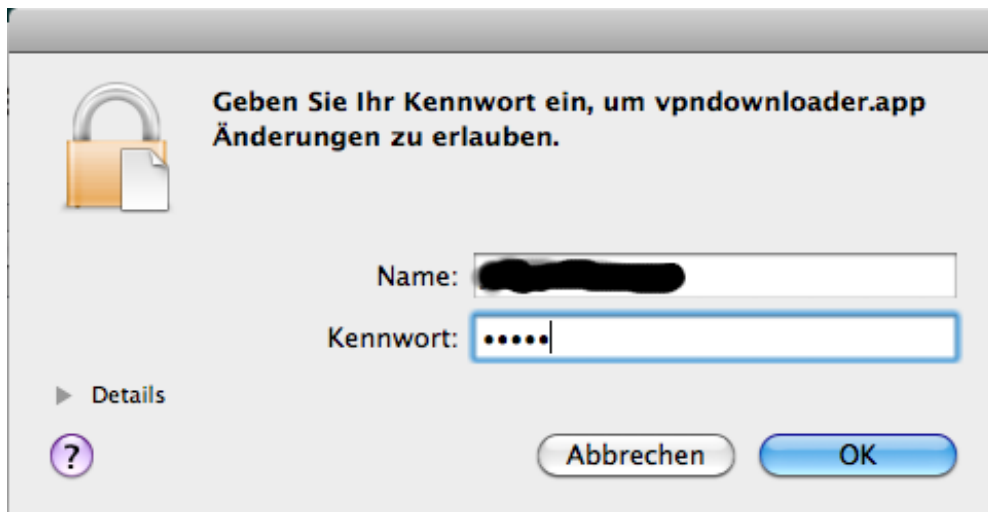 Geben Sie Ihr Kennwort ein, um vpndownloader.app
Änderungen zu erlauben.
Name:
Kennwort: •••••
Details
?
Abbrechen
OK